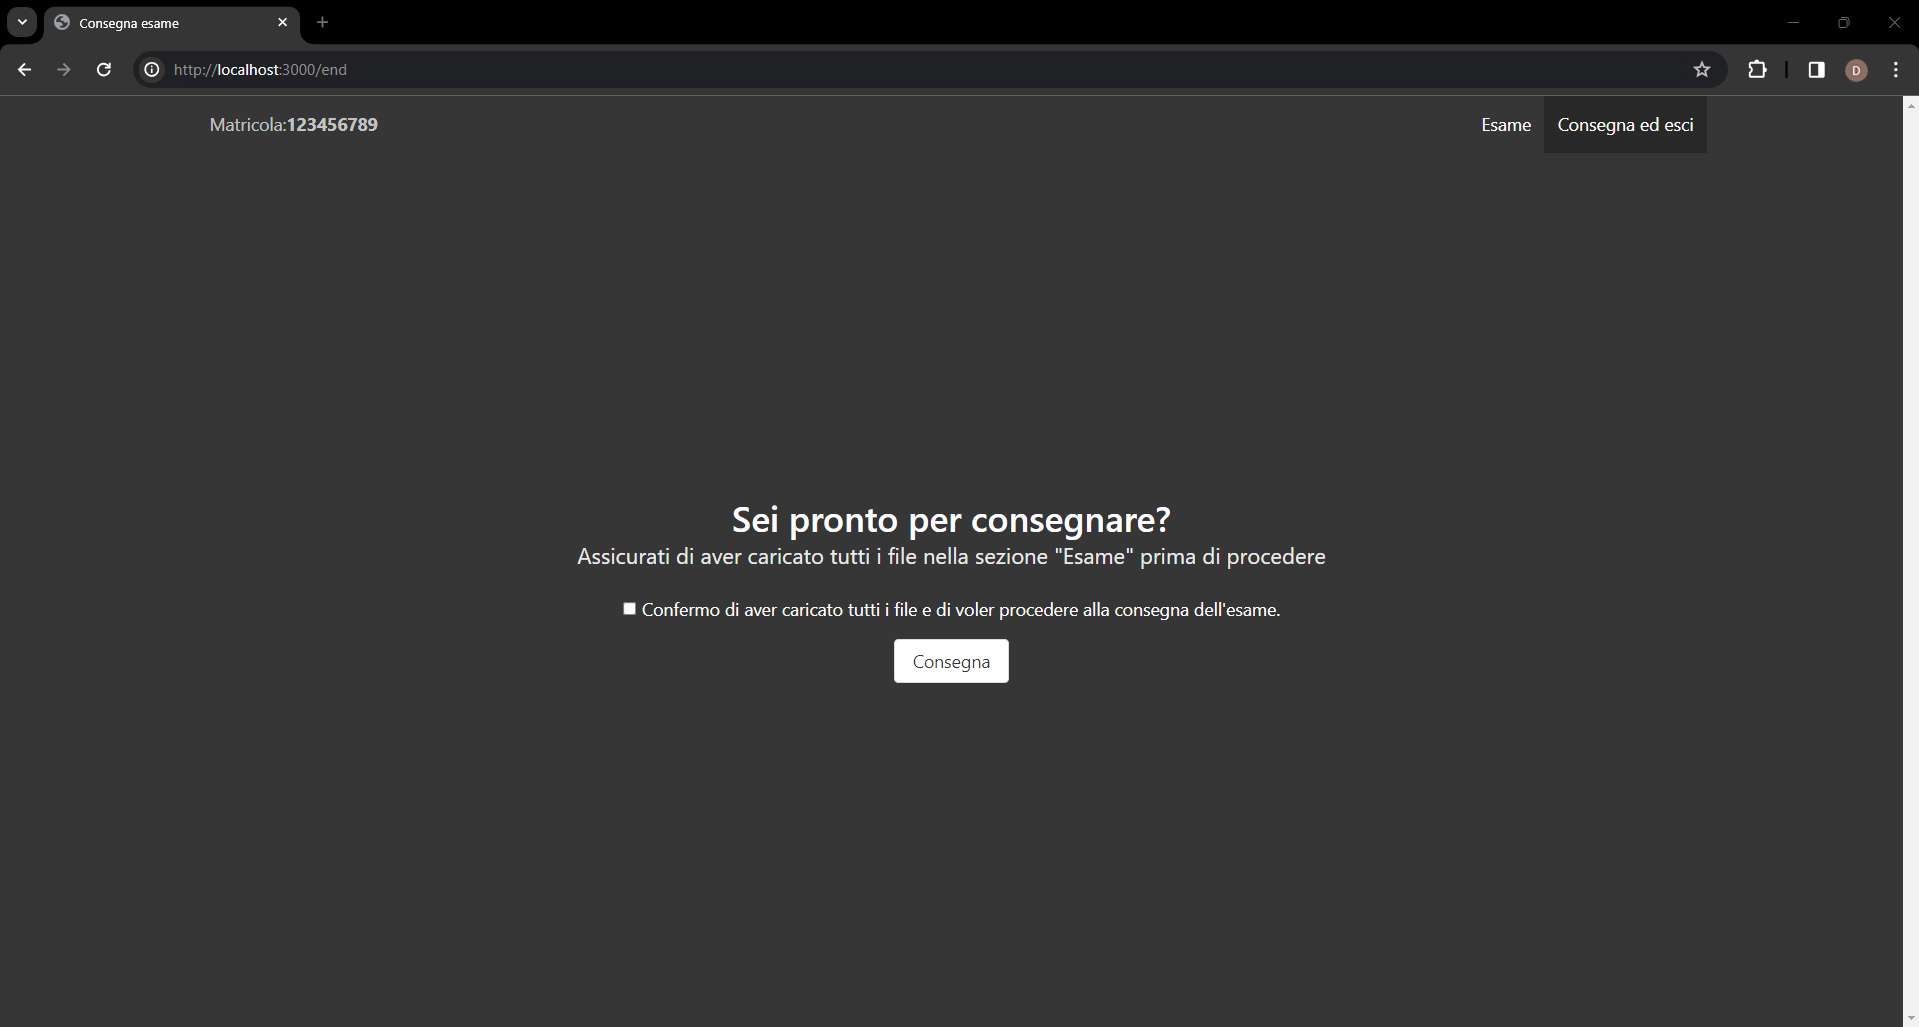 Consegna esame
http://localhost:3000/end
D
Matricola:123456789
Esame
Consegna ed esci
Sei pronto per consegnare?
Assicurati di aver caricato tutti i file nella sezione "Esame" prima di procedere
Confermo di aver caricato tutti i file e di voler procedere alla consegna dell'esame.
Consegna